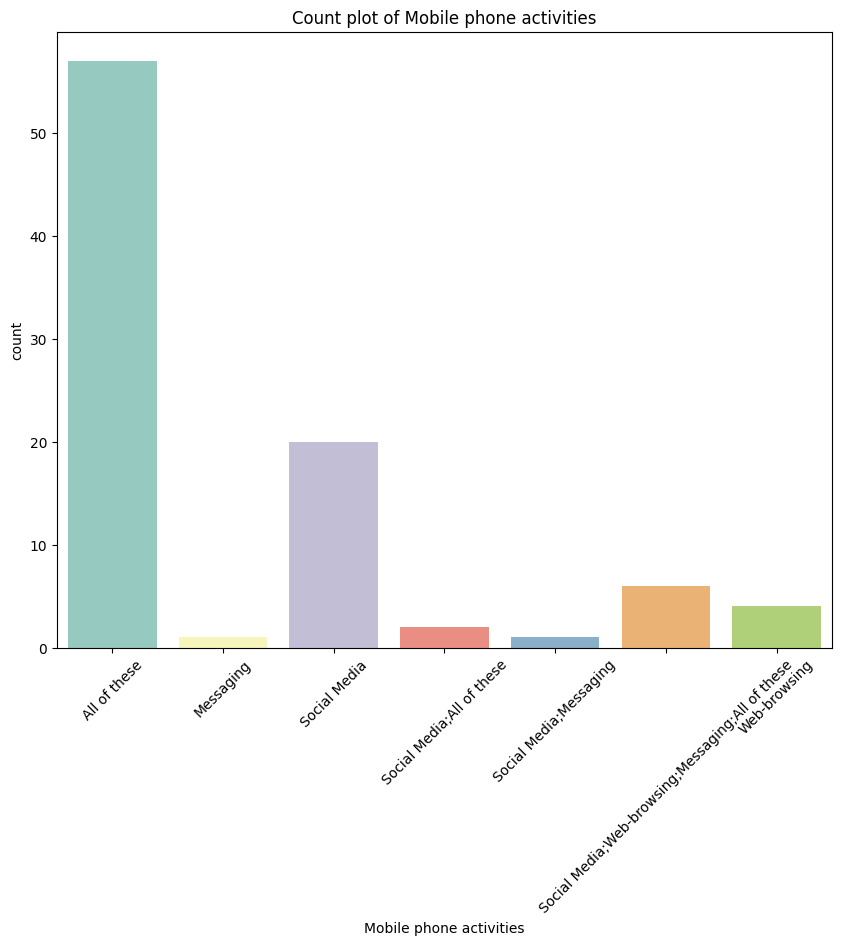 Count plot of Mobile phone activities
50
40
30
20
10
0
count
All of these
Messaging
Social Media
Social Media;All of these
Social Media;Messaging
Social Media;Web-browsing;Messaging;All of these
Web-browsing
Mobile phone activities